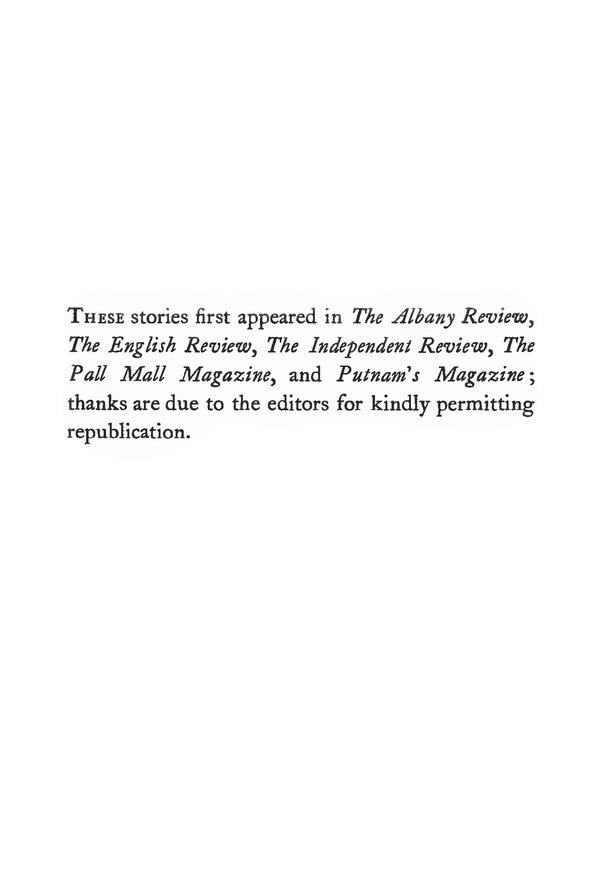 THESE stories first appeared in The Albany Review,
The English Review, The Independent Review, The
Pall Mall Magazine, and Putnam's Magazine;
thanks are due to the editors for kindly permitting
republication.